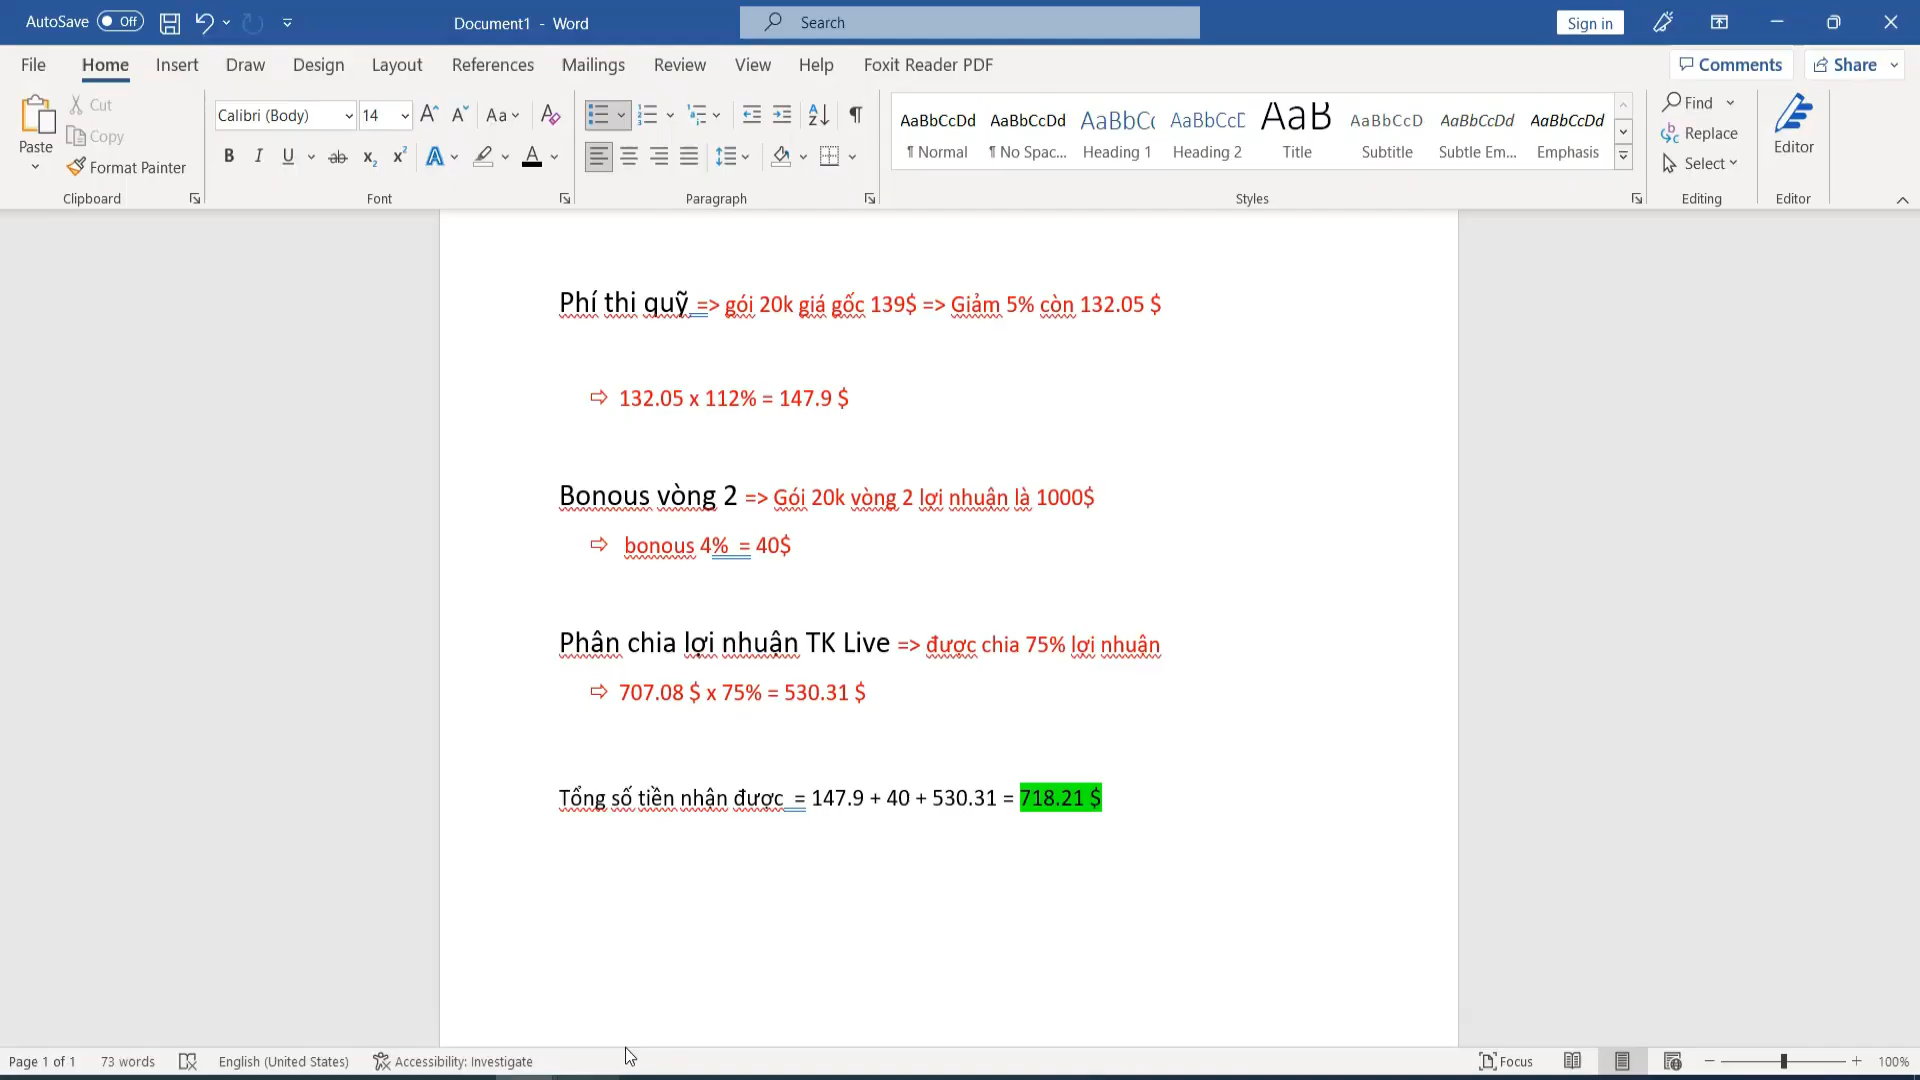 AutoSave Off Document1 - Word Search Sign in
File Home Insert Draw Design Layout References Mailings Review View Help Foxit Reader PDF Comments Share
Paste Cut Copy Format Painter
Clipboard
Calibri (Body) 14 Aa
B I U ab x₂ x² A A
Font
Paragraph
AaBbCcDd AaBbCcDd AaBbC( AaBbCcE AaB AaBbCcD AaBbCcDd AaBbCcDd
¶ Normal ¶ No Spac... Heading 1 Heading 2 Title Subtitle Subtle Em... Emphasis
Styles
Find
Replace
Select
Editing
Editor
Editor
Phí thi quỹ => gói 20k giá gốc 139$ => Giảm 5% còn 132.05 $
⇨ 132.05 x 112% = 147.9 $
Bonous vòng 2 => Gói 20k vòng 2 lợi nhuận là 1000$
⇨ bonous 4% = 40$
Phân chia lợi nhuận TK Live => được chia 75% lợi nhuận
⇨ 707.08 $ x 75% = 530.31 $
Tổng số tiền nhận được = 147.9 + 40 + 530.31 = 718.21 $
Page 1 of 1 73 words English (United States) Accessibility: Investigate Focus 100%